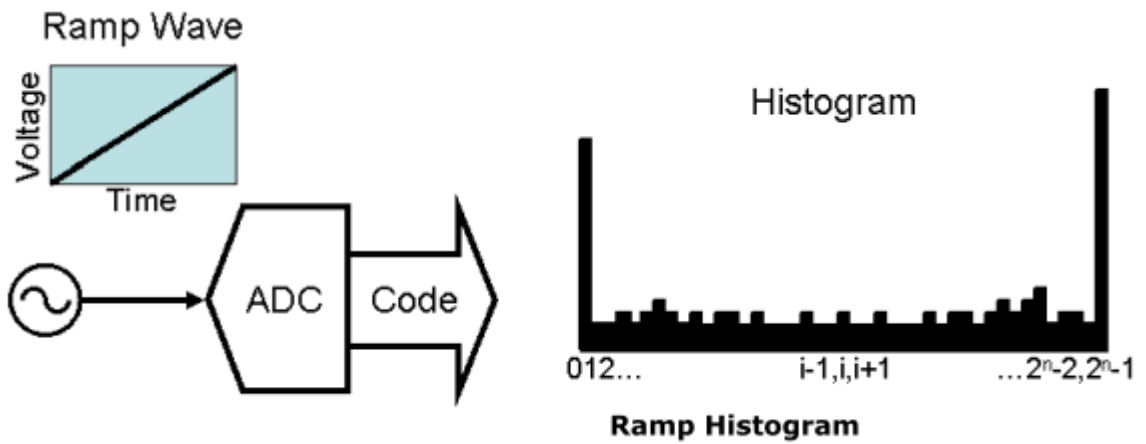 Ramp Wave
Voltage
Time
ADC
Code
Histogram
012...
i-1,i,i+1
...2ⁿ-2,2ⁿ-1
Ramp Histogram